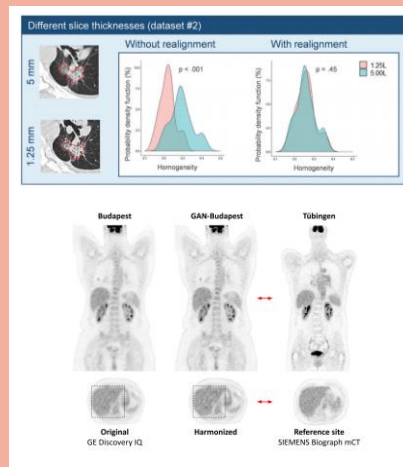 Different slice thicknesses (dataset #2)
Without realignment
With realignment
5 mm
1.25 mm
Probability density function (%)
p < .001
Homogeneity
Probability density function (%)
p = .45
Homogeneity
1.25L
5.00L
Budapest
GAN-Budapest
Tübingen
Original
GE Discovery IQ
Harmonized
Reference site
SIEMENS Biograph mCT